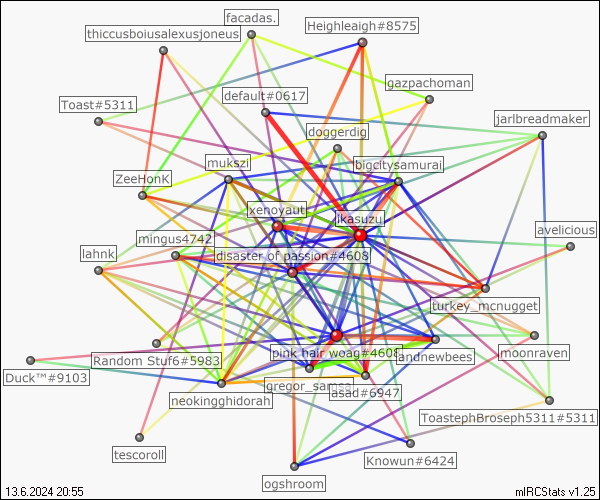 facadas.
Heighleaigh#8575
thiccusboiusalexusjoneus
gazpachoman
default#0617
Toast#5311
jarlbreadmaker
doggerdig
bigcitysamurai
mukszi
ZeeHonK
xenoyaut
ikasuzu
avelicious
mingus4742
lahnk
disaster of passion#4608
turkey_mcnugget
pink hair woag#4608
landnewbees
moonraven
Random Stuf6#5983
Duck™#9103
gregor_samsa
asad#6947
neokingghidorah
ToastephBroseph5311#5311
tescoroll
Knowun#6424
ogshroom
13.6.2024 20:55
mIRCStats v1.25